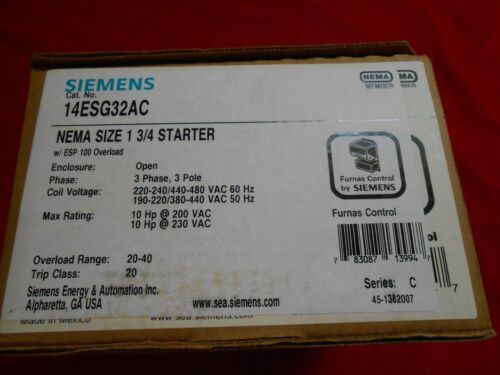 SIEMENS
Cat. No.
14ESG32AC
NEMA
MEMBER
MA
NEMA SIZE 1 3/4 STARTER
w/ ESP 100 Overload
Enclosure: Open
Phase: 3 Phase, 3 Pole
Coil Voltage: 220-240/440-480 VAC 60 Hz
190-220/380-440 VAC 50 Hz
Max Rating: 10 Hp @ 200 VAC
10 Hp @ 230 VAC
Overload Range: 20-40
Trip Class: 20
Siemens Energy & Automation Inc.
Alpharetta, GA USA
www.sea.siemens.com
Furnas Control
by SIEMENS
Furnas Control
7 83087 13994 7
Series: C
45-1382007
Made in Mexico
www.sea.siemens.com